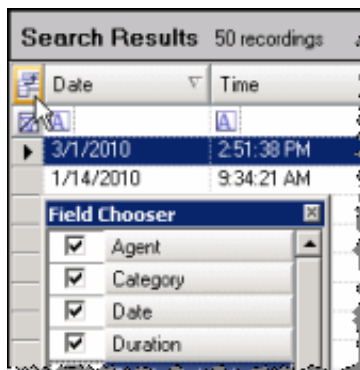 Search Results 50 recordings
Date Time
A A
3/1/2010 2:51:38 PM
1/14/2010 9:34:21 AM
Field Chooser
Agent
Category
Date
Duration